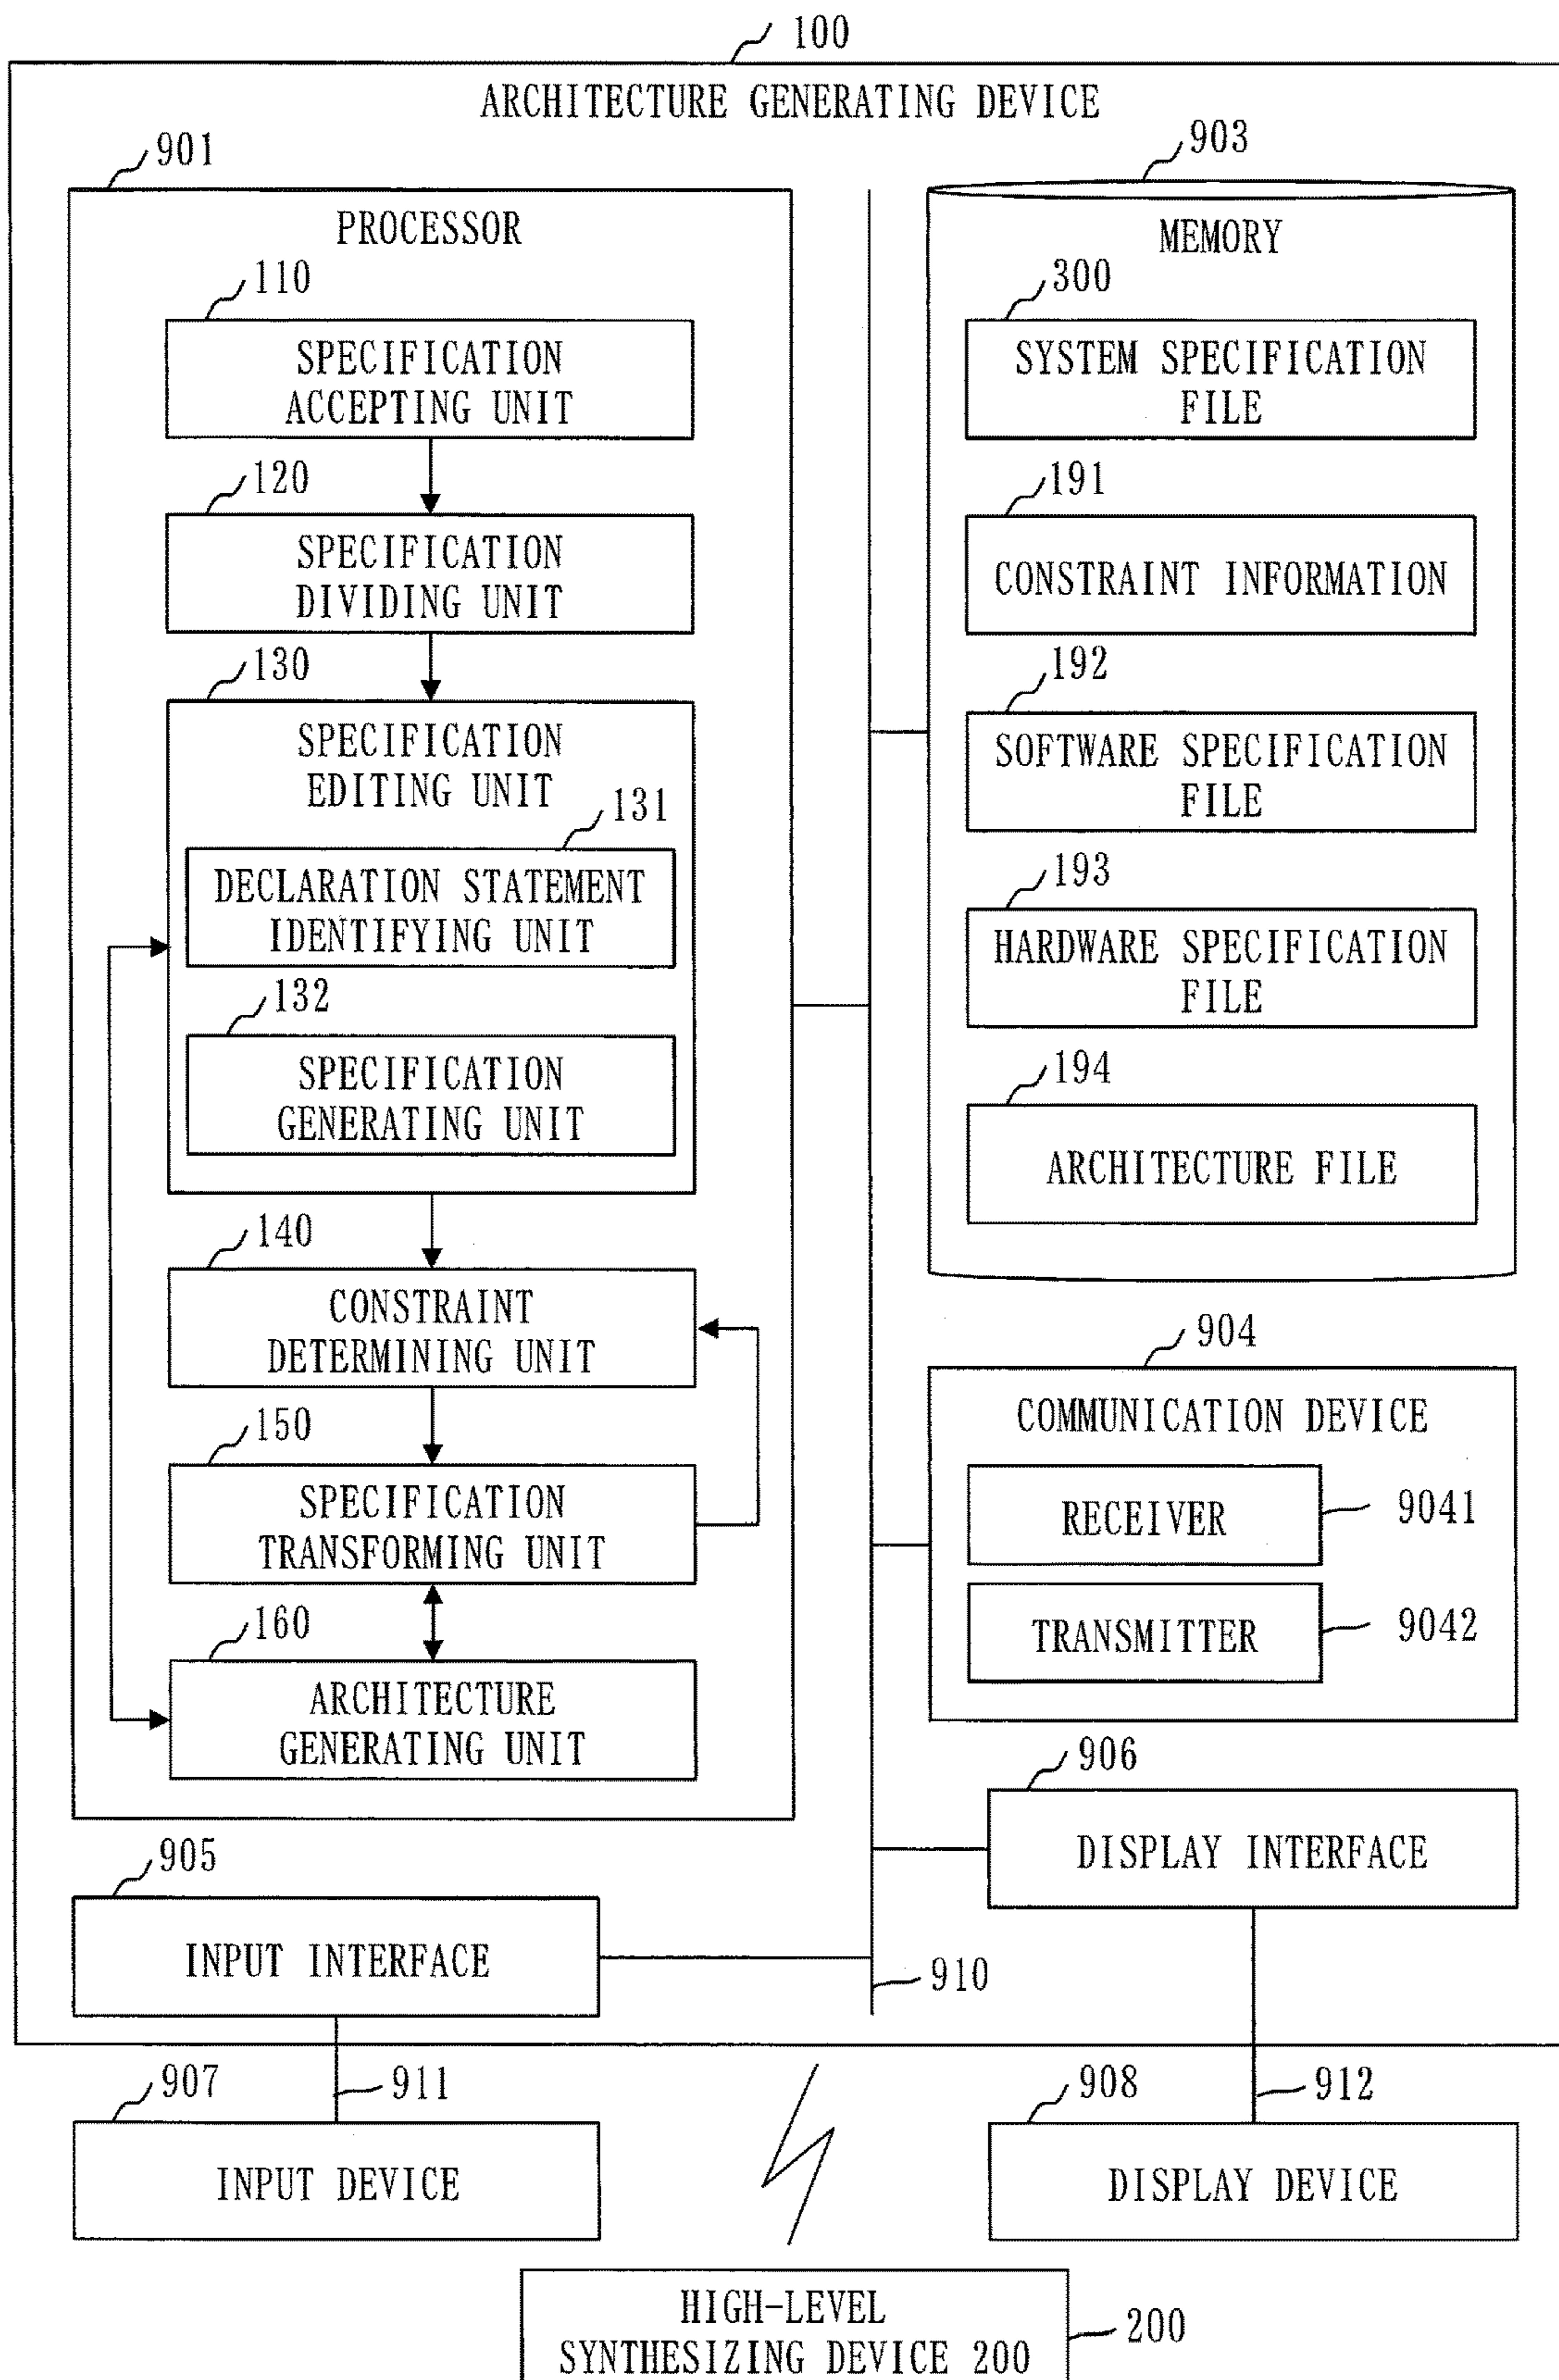 100
ARCHITECTURE GENERATING DEVICE
901
PROCESSOR
110
SPECIFICATION
ACCEPTING UNIT
120
SPECIFICATION
DIVIDING UNIT
130
SPECIFICATION
EDITING UNIT
131
DECLARATION STATEMENT
IDENTIFYING UNIT
132
SPECIFICATION
GENERATING UNIT
140
CONSTRAINT
DETERMINING UNIT
150
SPECIFICATION
TRANSFORMING UNIT
160
ARCHITECTURE
GENERATING UNIT
903
MEMORY
300
SYSTEM SPECIFICATION
FILE
191
CONSTRAINT INFORMATION
192
SOFTWARE SPECIFICATION
FILE
193
HARDWARE SPECIFICATION
FILE
194
ARCHITECTURE FILE
904
COMMUNICATION DEVICE
RECEIVER
9041
TRANSMITTER
9042
906
DISPLAY INTERFACE
905
INPUT INTERFACE
910
907
911
INPUT DEVICE
908
912
DISPLAY DEVICE
HIGH-LEVEL
SYNTHESIZING DEVICE 200
200